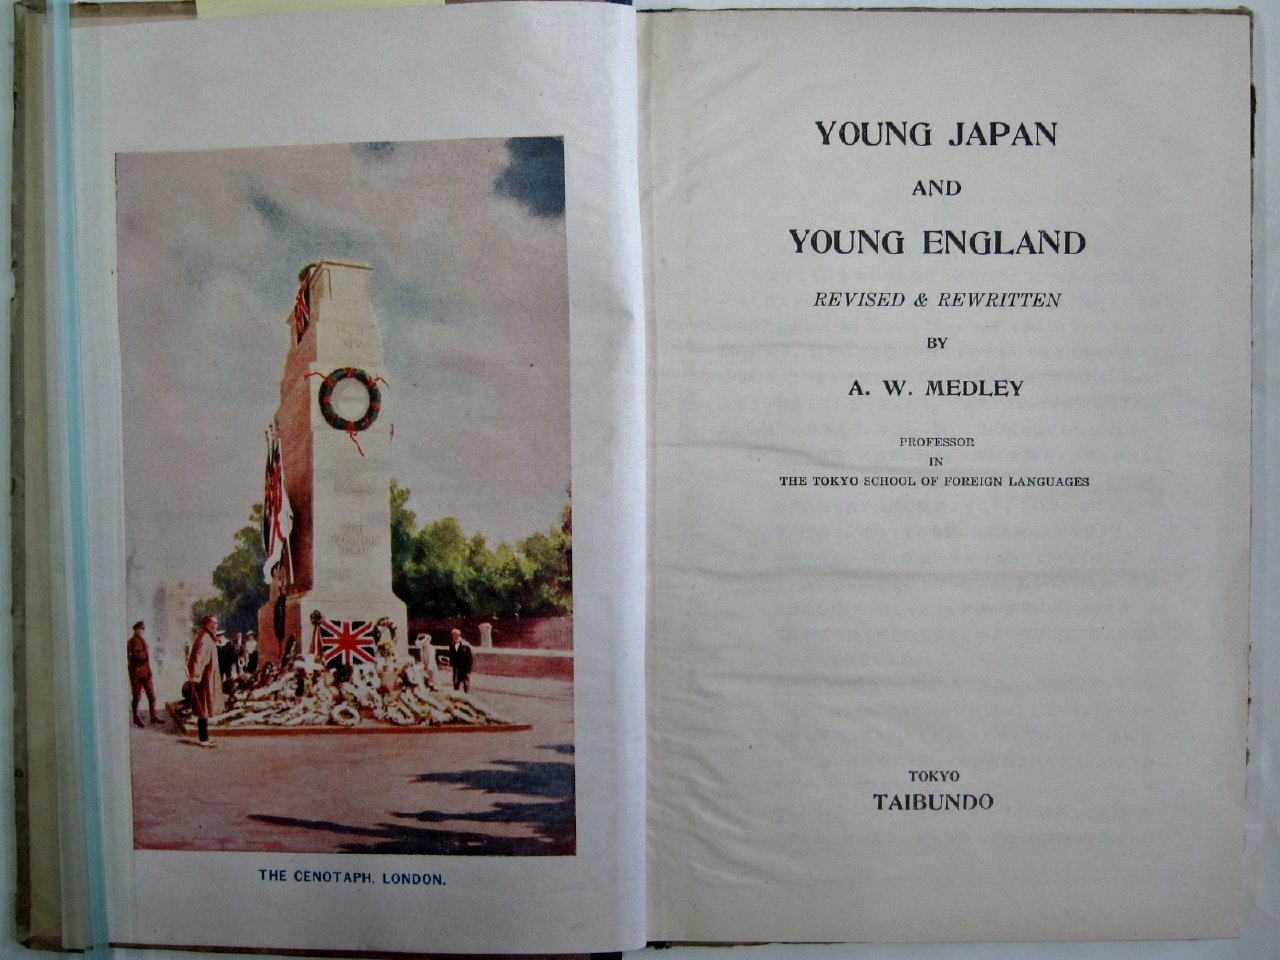 THE CENOTAPH, LONDON.
YOUNG JAPAN
AND
YOUNG ENGLAND
REVISED & REWRITTEN
BY
A. W. MEDLEY
PROFESSOR
IN
THE TOKYO SCHOOL OF FOREIGN LANGUAGES
TOKYO
TAIBUNDO